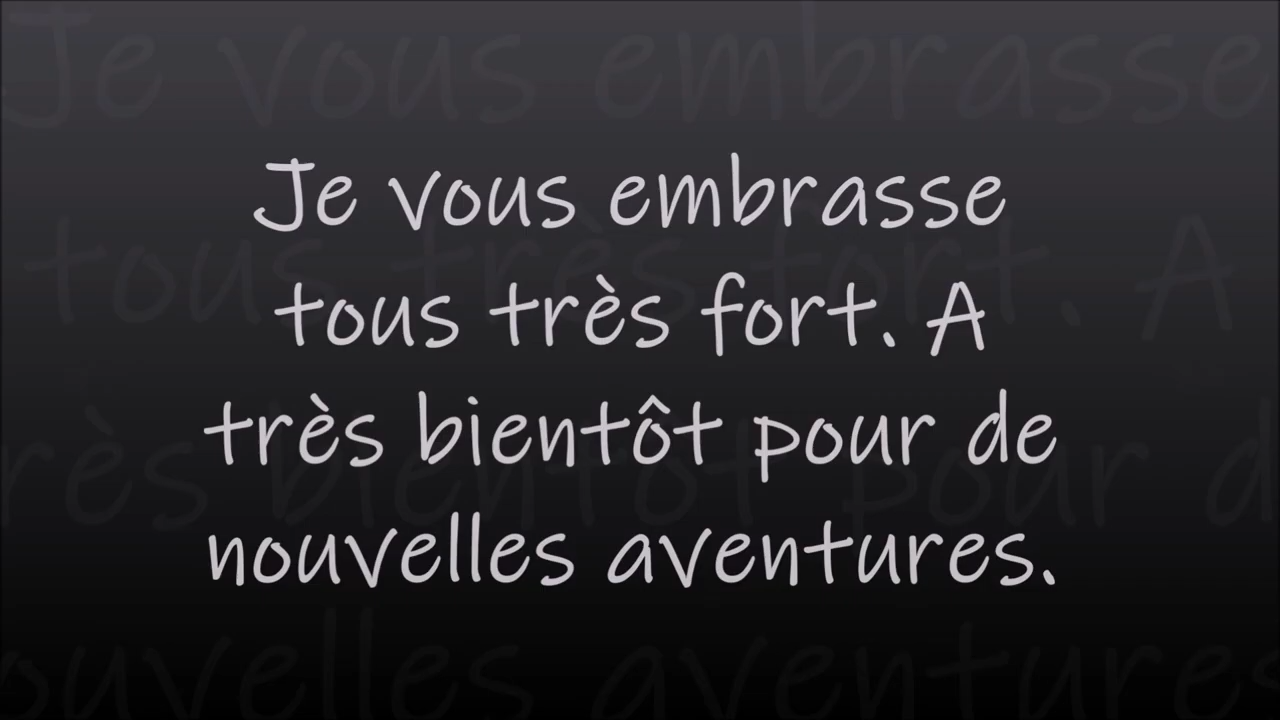 Je vous embrasse
tous très fort. A
très bientôt pour de
nouvelles aventures.